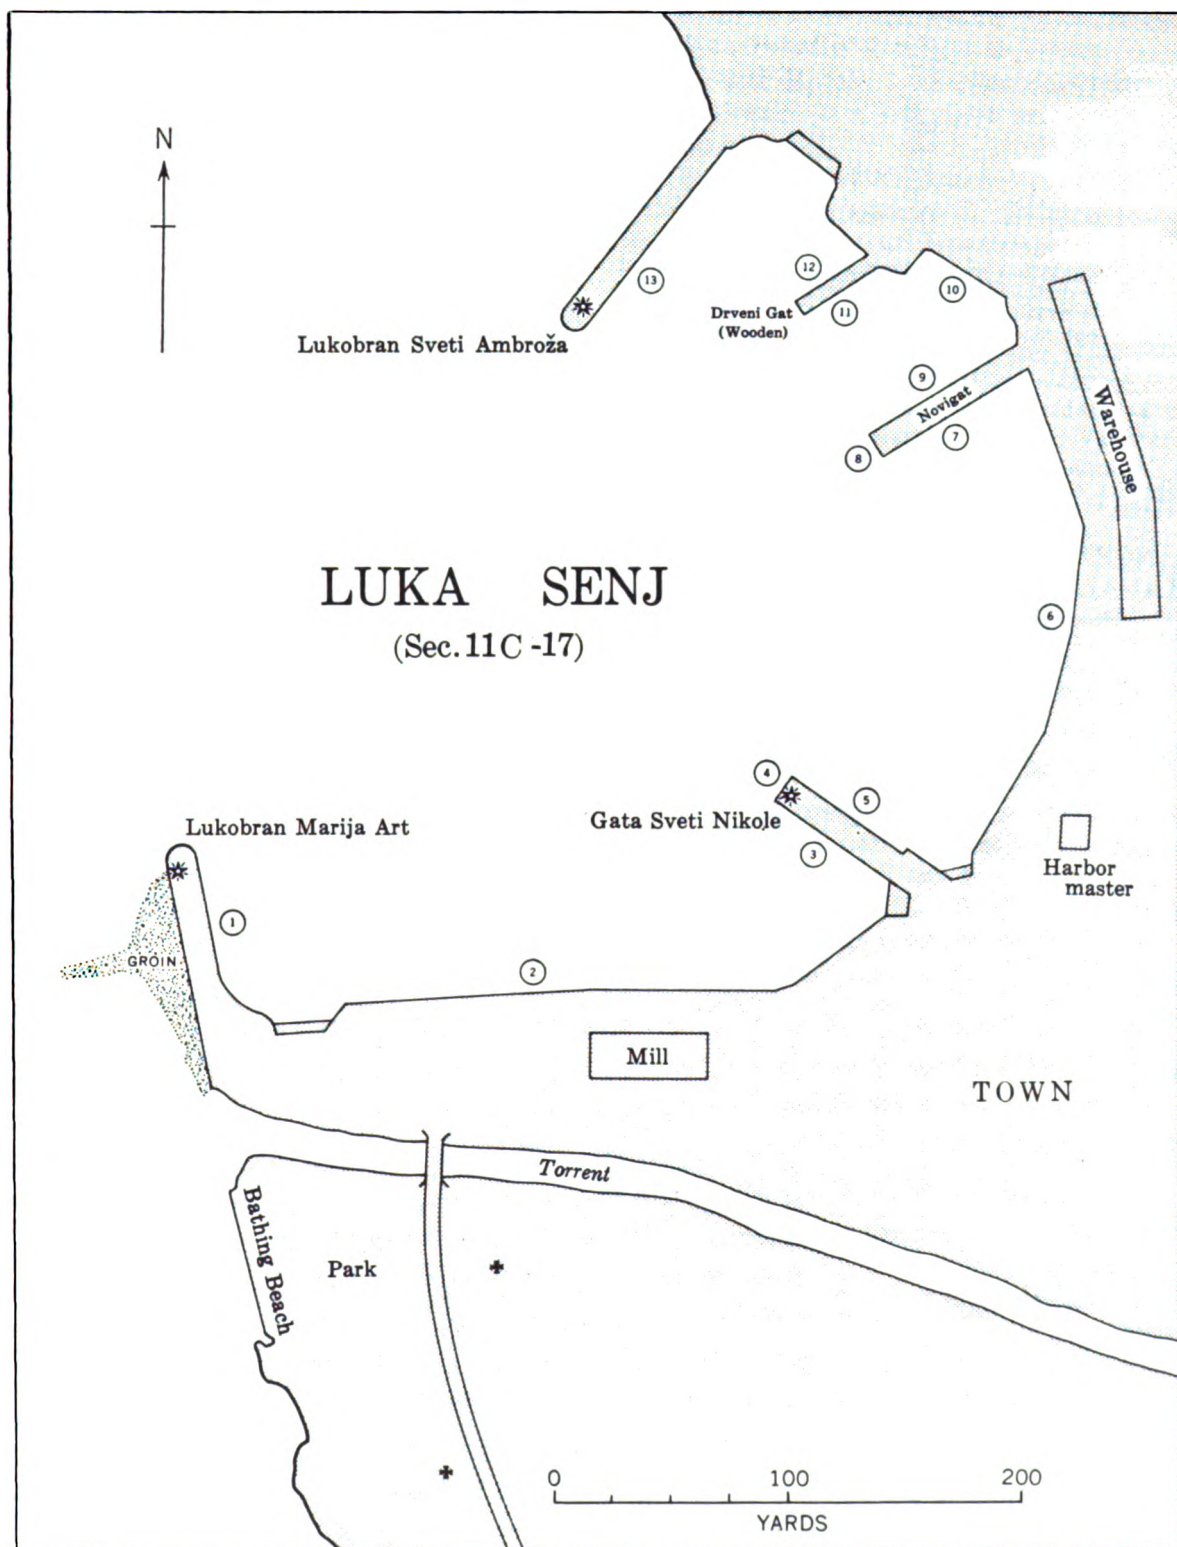 N
13
12
Drveni Gat
(Wooden)
11
10
Lukobran Sveti Ambroža
9
Novigat
7
8
Warehouse
LUKA SENJ
(Sec. 11C -17)
6
4
5
Gata Sveti Nikole
3
Lukobran Marija Art
Harbor
master
1
GROIN
2
Mill
TOWN
Torrent
Bathing Beach
Park
0 100 200
YARDS